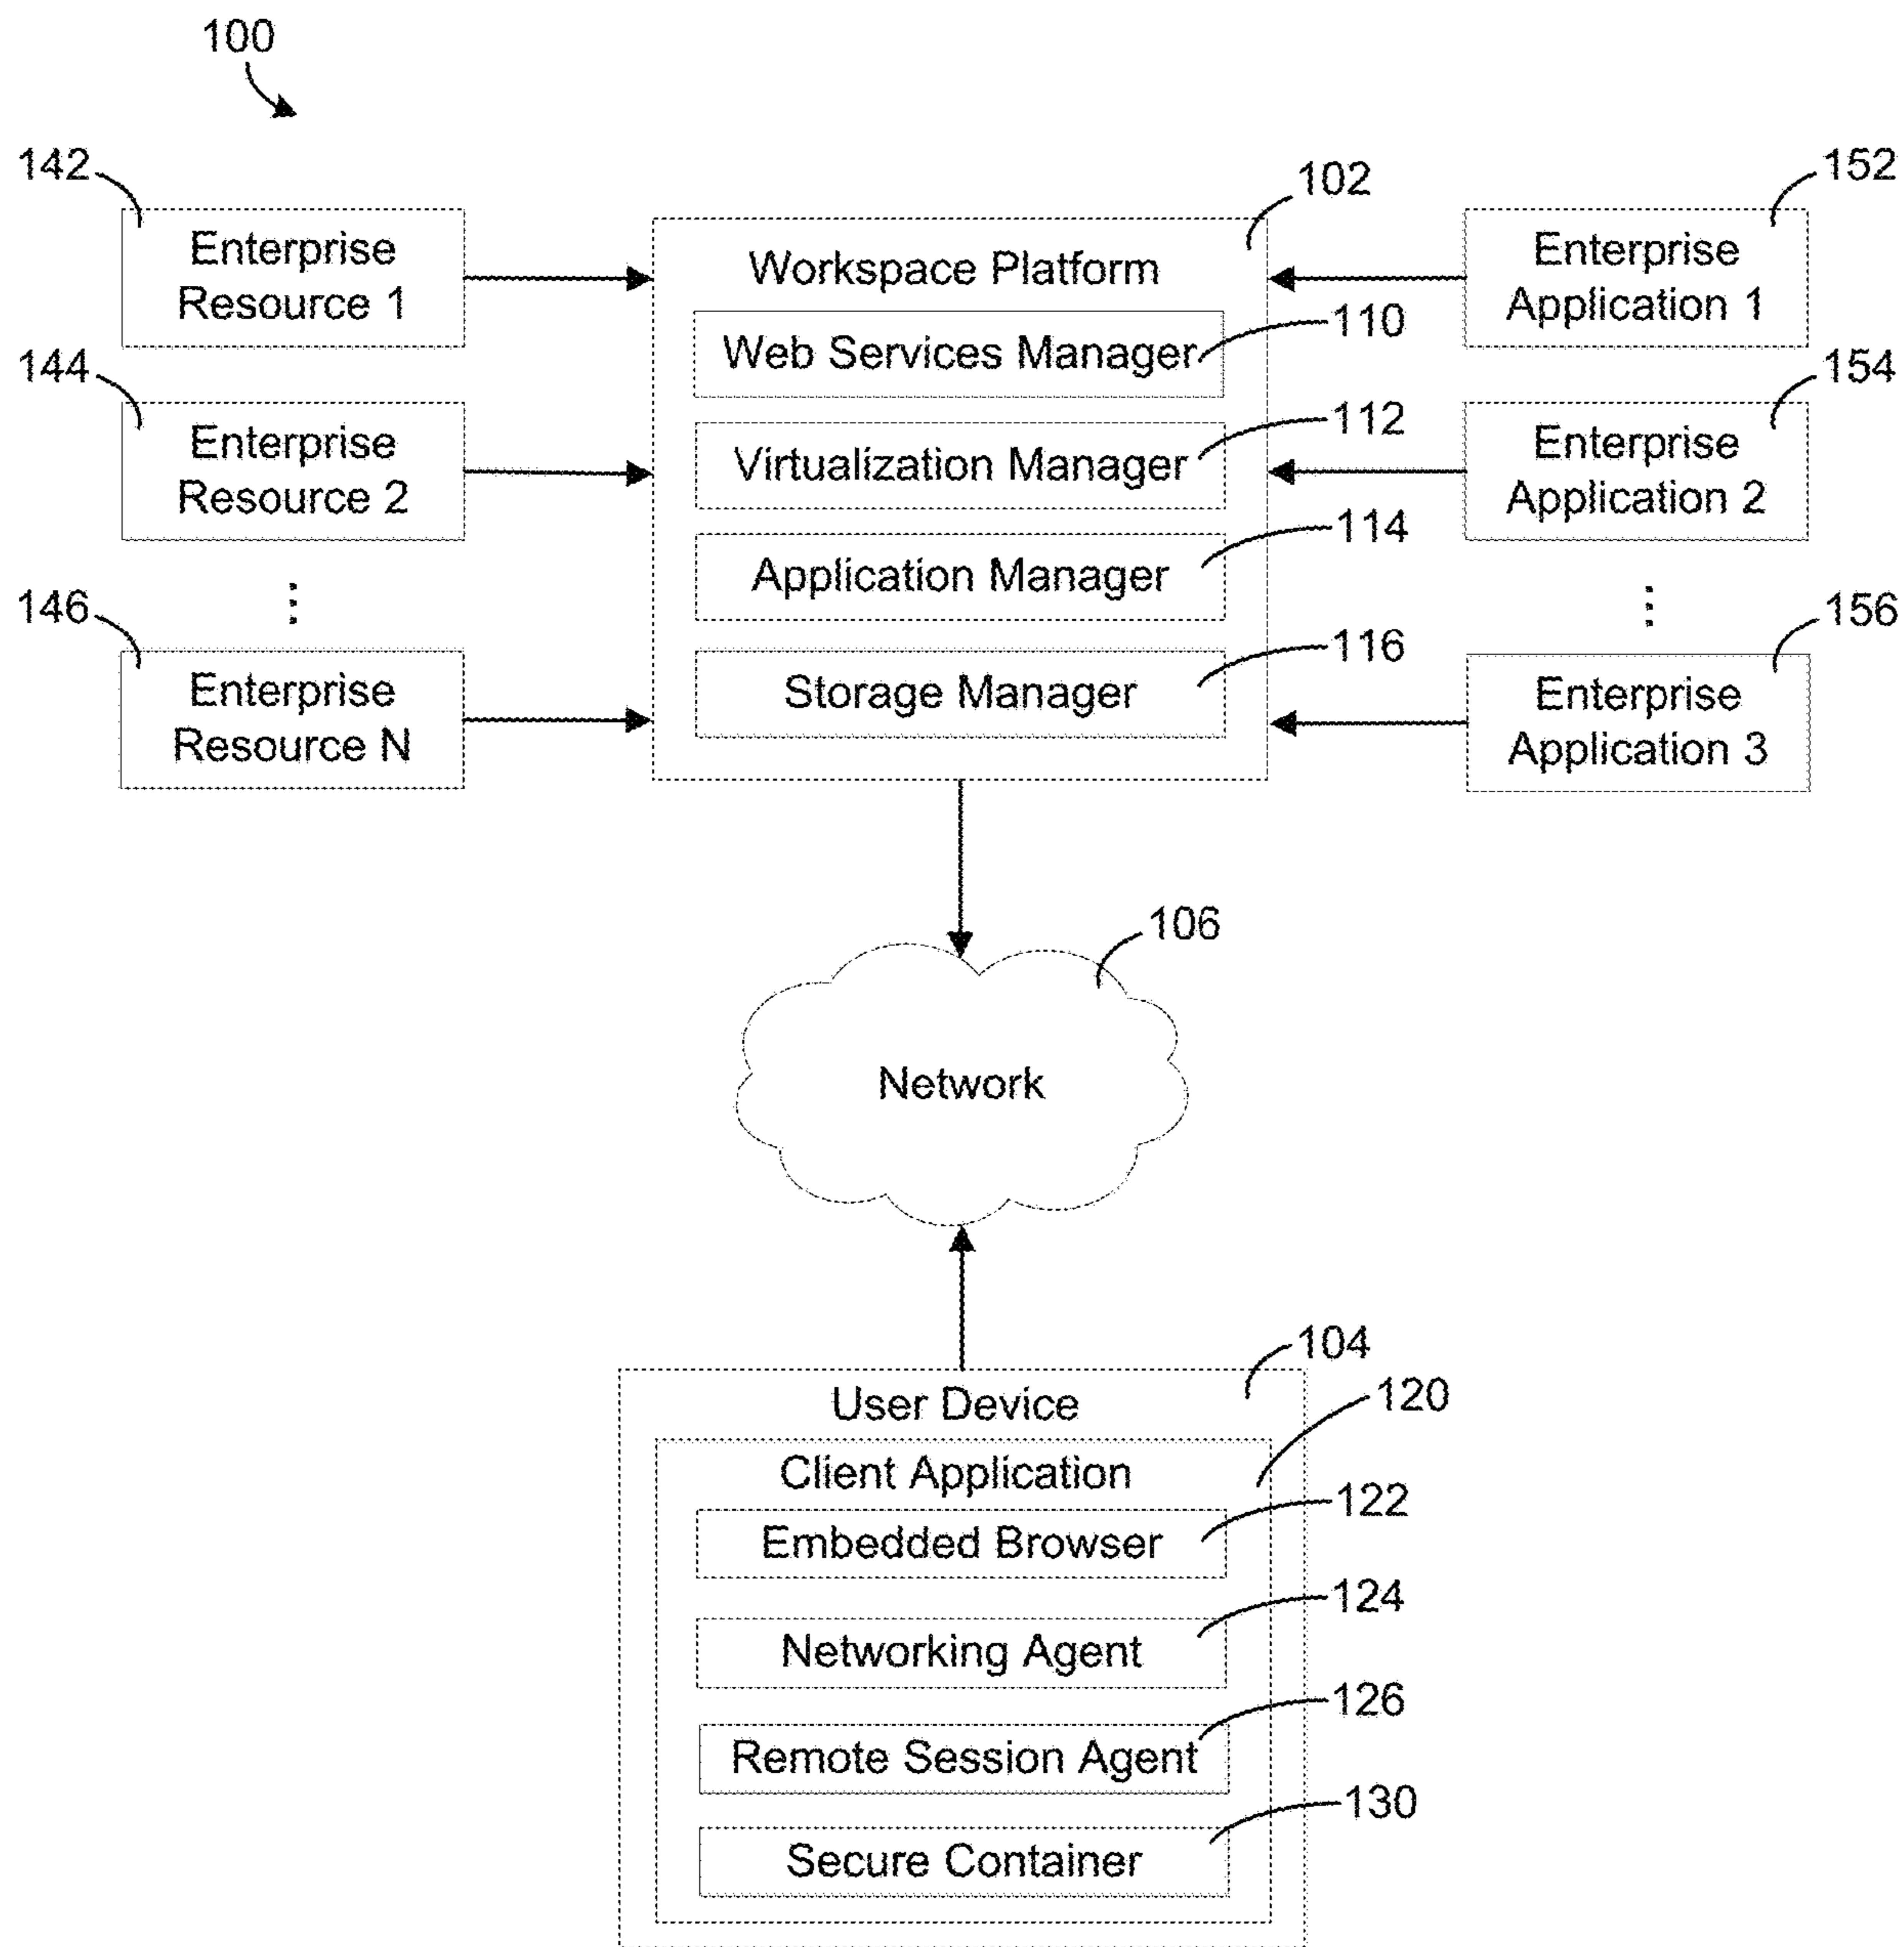 100
142
Enterprise
Resource 1
144
Enterprise
Resource 2
146
Enterprise
Resource N
102
Workspace Platform
Web Services Manager
110
Virtualization Manager
112
Application Manager
114
Storage Manager
116
152
Enterprise
Application 1
154
Enterprise
Application 2
156
Enterprise
Application 3
106
Network
104
User Device
120
Client Application
122
Embedded Browser
124
Networking Agent
126
Remote Session Agent
130
Secure Container